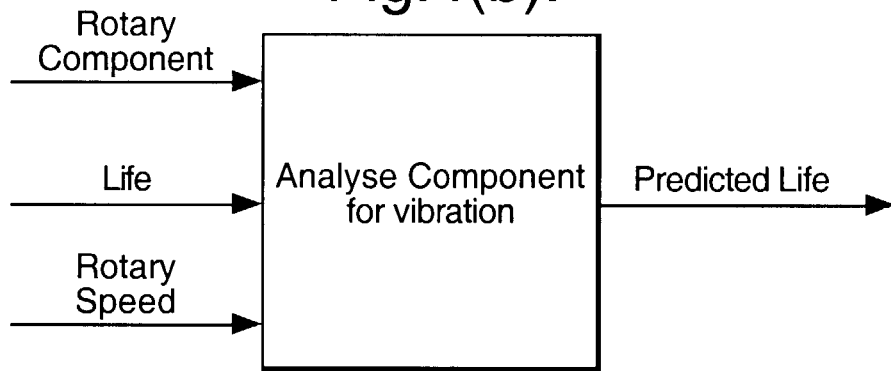 Rotary
Component
Life
Rotary
Speed
Analyse Component
for vibration
Predicted Life